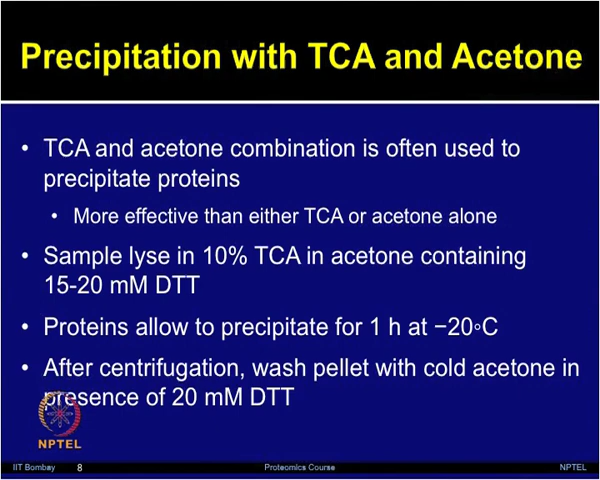 Precipitation with TCA and Acetone
• TCA and acetone combination is often used to
precipitate proteins
• More effective than either TCA or acetone alone
• Sample lyse in 10% TCA in acetone containing
15-20 mM DTT
• Proteins allow to precipitate for 1 h at −20◦C
• After centrifugation, wash pellet with cold acetone in
presence of 20 mM DTT
NPTEL
IIT Bombay 8 Proteomics Course NPTEL